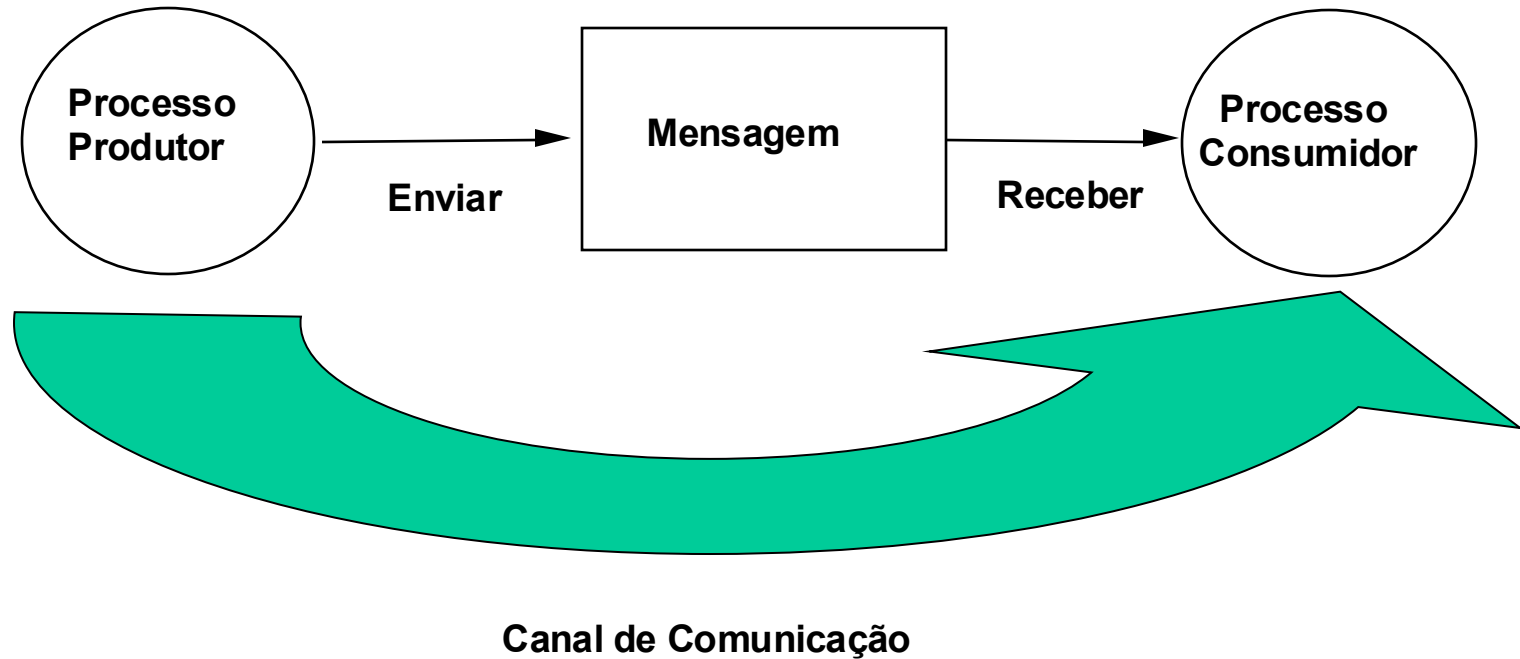 Processo
Produtor
Enviar
Mensagem
Receber
Processo
Consumidor
Canal de Comunicação